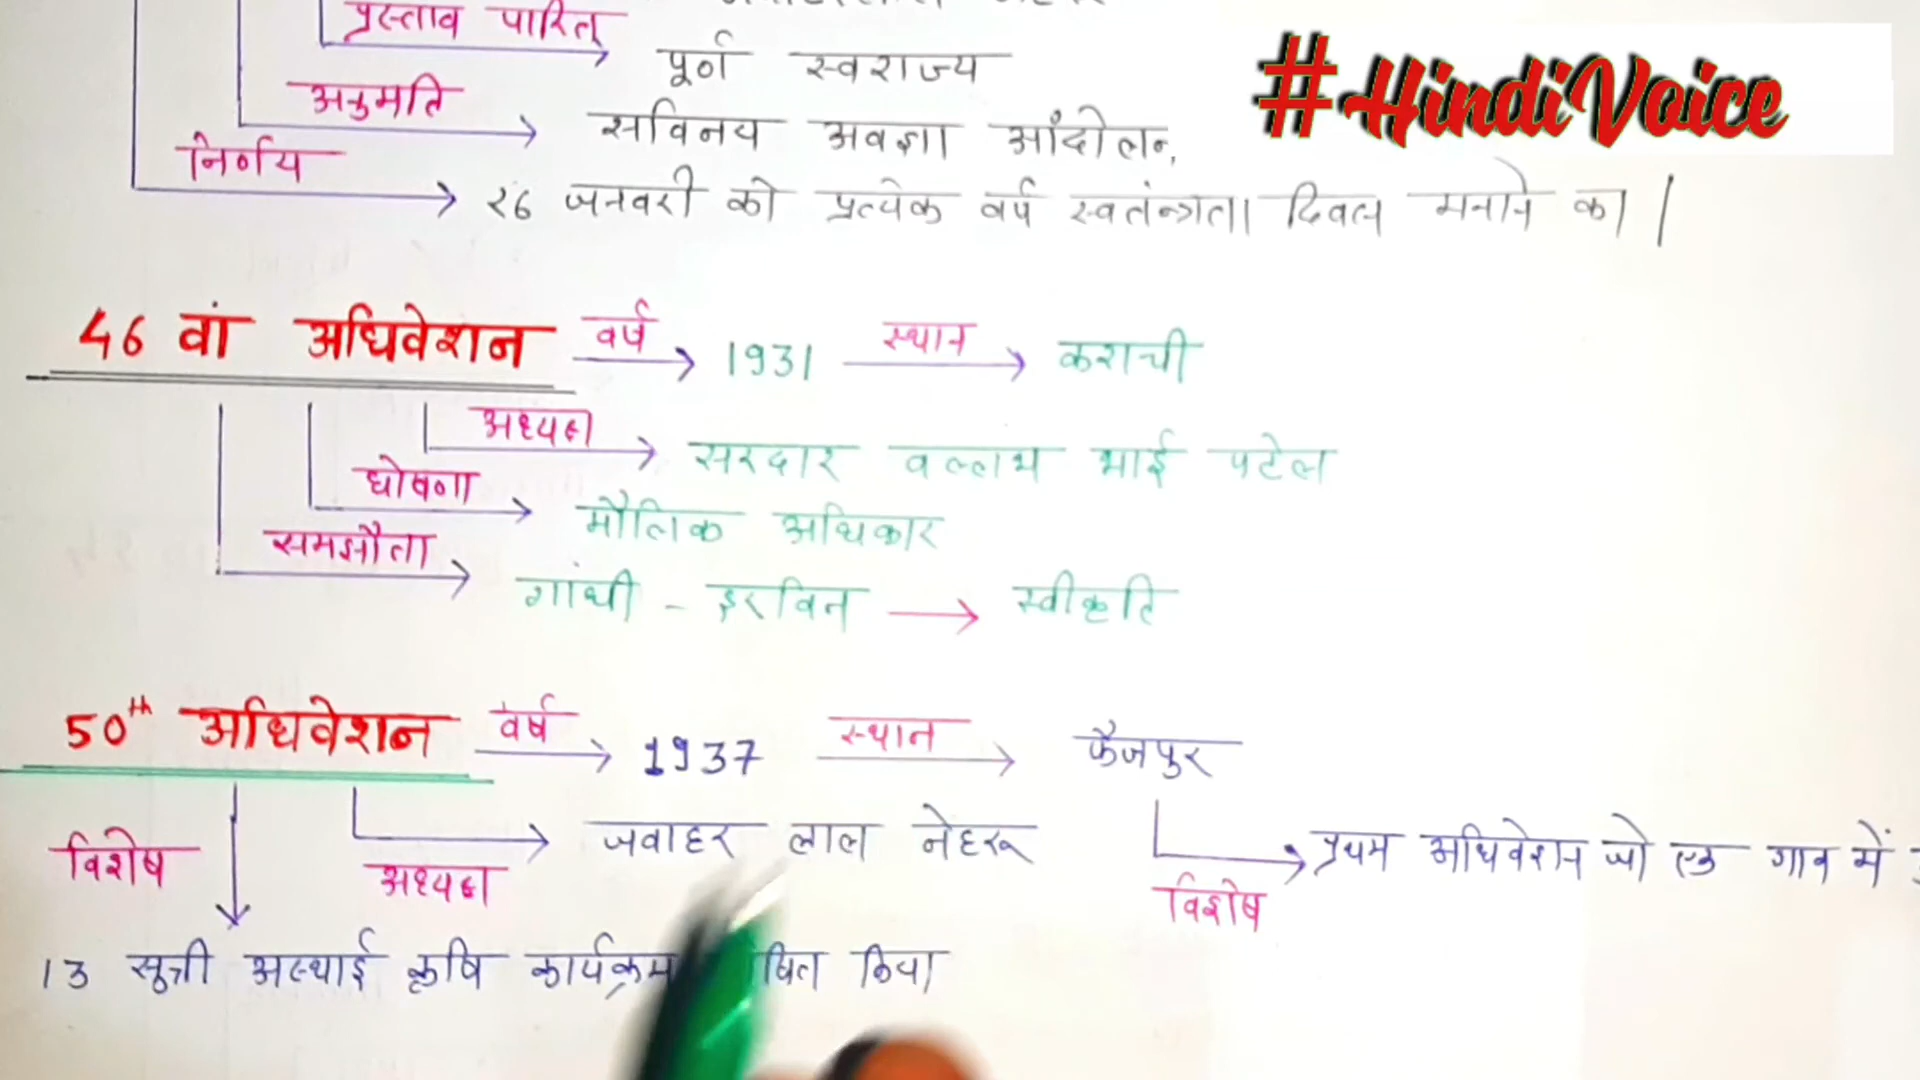 प्रस्ताव पारित
पूर्ण स्वराज्य
#HindiVoice
अनुमति
सविनय अवज्ञा आंदोलन,
निर्णय
26 जनवरी को प्रत्येक वर्ष स्वतंन्त्रता दिवस मनाने का |
46 वां अधिवेशन वर्ष 1931 स्थान कराची
अध्यक्ष सरदार वल्लभ भाई पटेल
घोषणा मौलिक अधिकार
समझौता गांधी - इरविन स्वीकृति
50th अधिवेशन वर्ष 1937 स्थान फैजपुर
जवाहर लाल नेहरू प्रथम अधिवेशन जो एक गाव में
विशेष अध्यक्ष विशेष
13 सूत्री अस्थाई कृषि कार्यक्रम किया